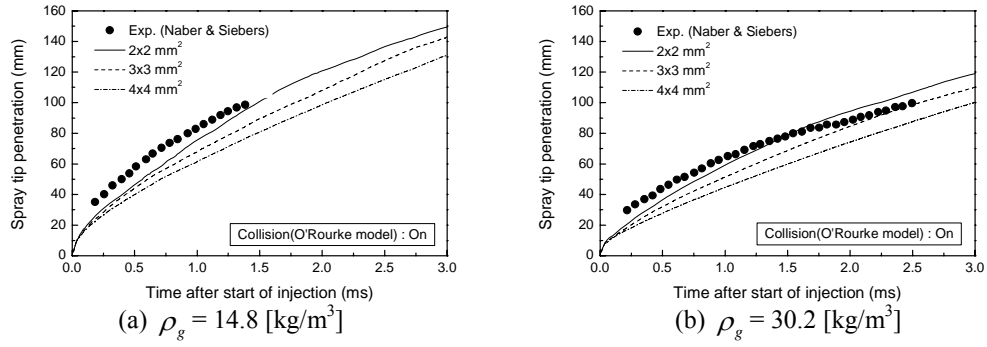 160
140
120
100
80
60
40
20
0
Spray tip penetration (mm)
Exp. (Naber & Siebers)
2x2 mm²
3x3 mm²
4x4 mm²
Collision(O'Rourke model) : On
0.0 0.5 1.0 1.5 2.0 2.5 3.0
Time after start of injection (ms)
(a) ρg = 14.8 [kg/m³]
160
140
120
100
80
60
40
20
0
Spray tip penetration (mm)
Exp. (Naber & Siebers)
2x2 mm²
3x3 mm²
4x4 mm²
Collision(O'Rourke model) : On
0.0 0.5 1.0 1.5 2.0 2.5 3.0
Time after start of injection (ms)
(b) ρg = 30.2 [kg/m³]